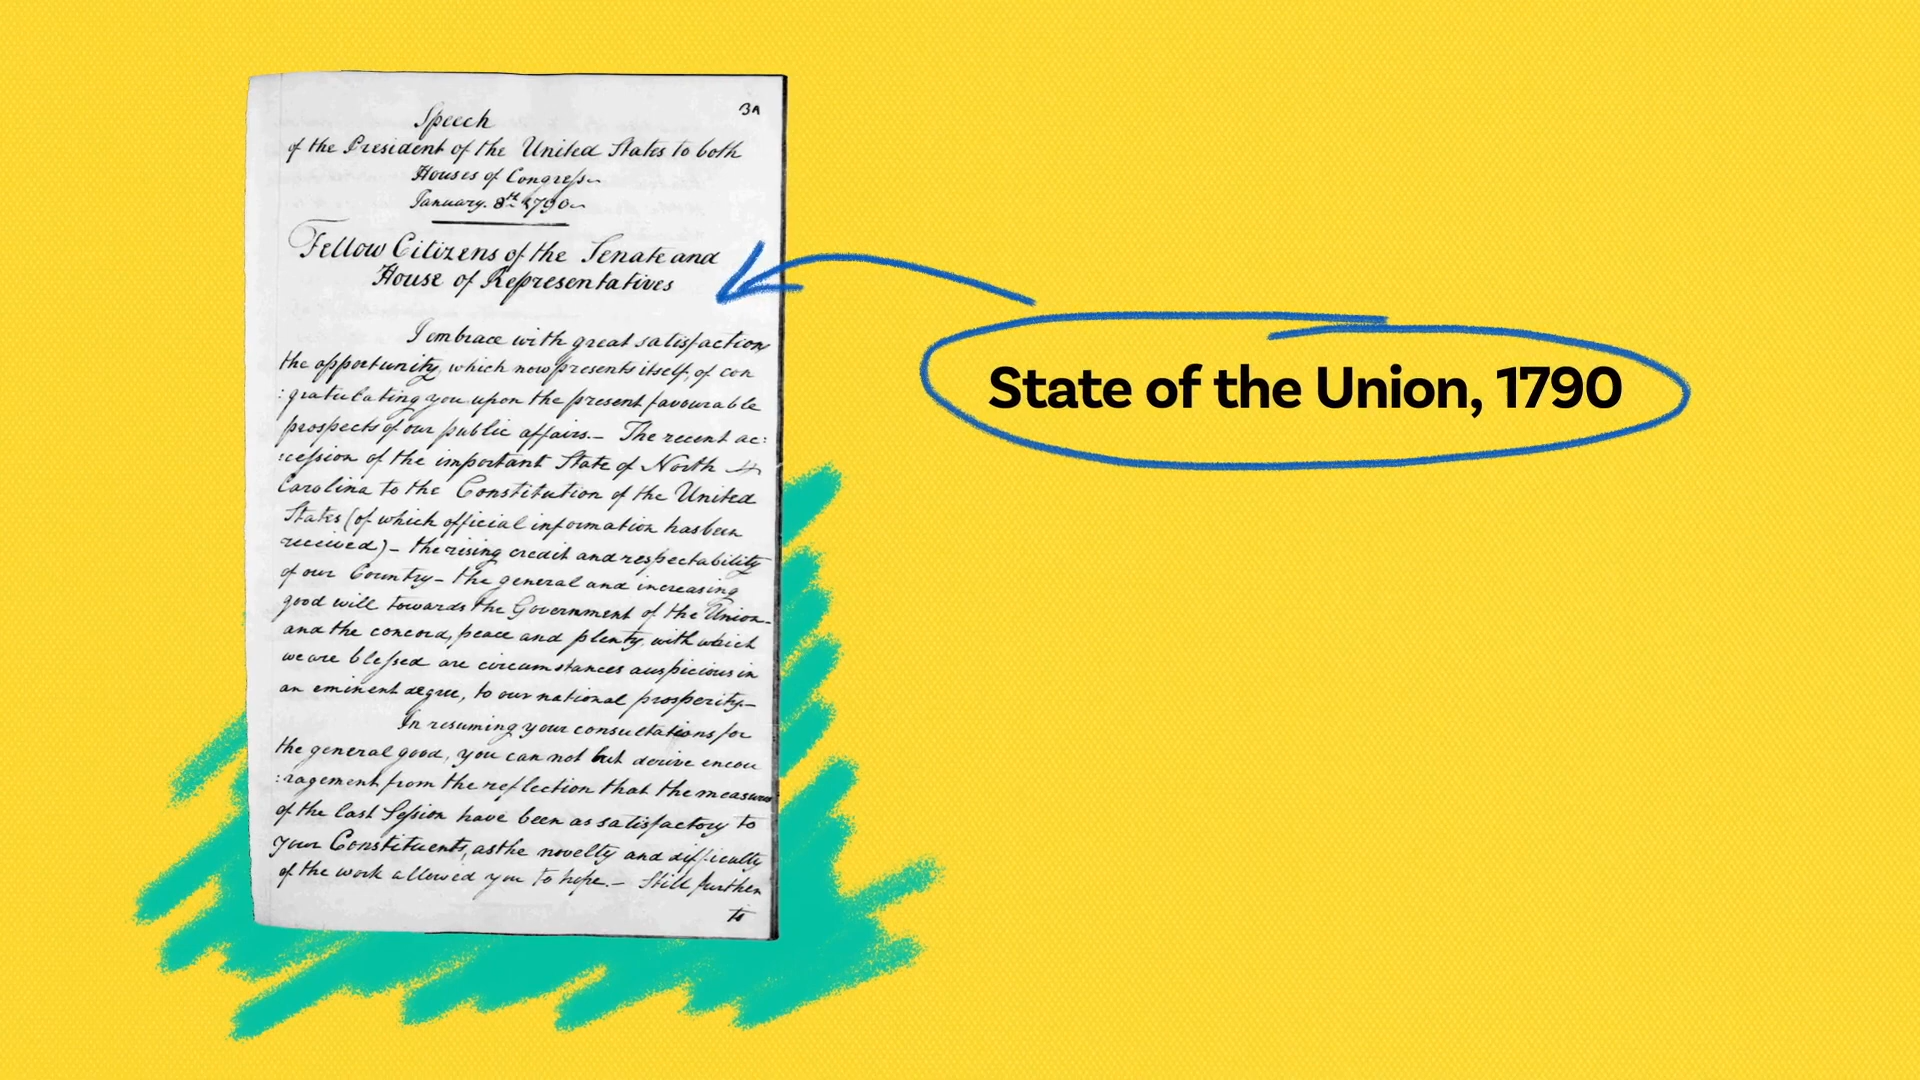 3A
Speech
of the President of the United States to both
Houses of Congress
January. 8th 1790
Fellow Citizens of the Senate and
House of Representatives
I embrace with great satisfaction
the opportunity, which now presents itself, of con
:gratulating you upon the present favourable
prospects of our public affairs.— The recent ac:
:cession of the important State of North
Carolina to the Constitution of the United
States (of which official information has been
received) — the rising credit and respectability
of our Country — the general and increasing
good will towards the Government of the Union—
and the concord, peace and plenty, with which
we are blessed are circumstances auspicious in
an eminent degree, to our national prosperity.—
In resuming your consultations for
the general good, you can not but derive encou
:ragement from the reflection that the measures
of the last Session have been as satisfactory to
your Constituents, as the novelty and difficulty
of the work allowed you to hope.— Still further
to
State of the Union, 1790